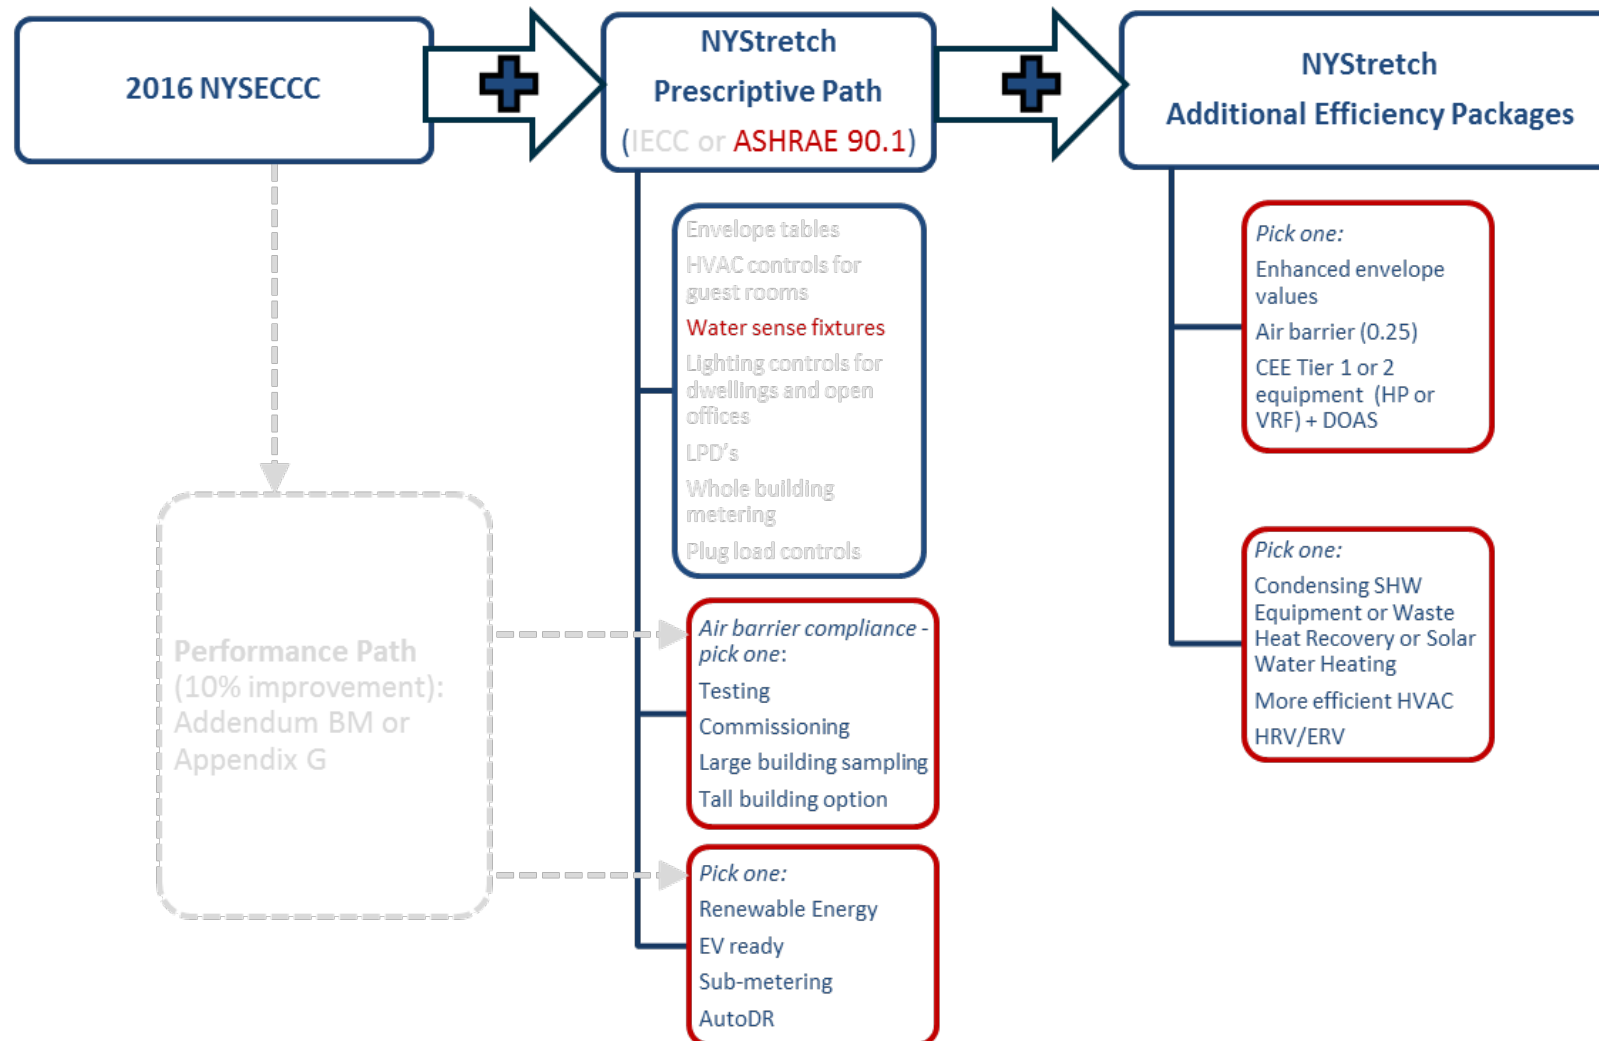 2016 NYSECCC
NYStretch
Prescriptive Path
(IECC or ASHRAE 90.1)
NYStretch
Additional Efficiency Packages
Envelope tables
HVAC controls for
guest rooms
Water sense fixtures
Lighting controls for
dwellings and open
offices
LPD's
Whole building
metering
Plug load controls
Pick one:
Enhanced envelope
values
Air barrier (0.25)
CEE Tier 1 or 2
equipment (HP or
VRF) + DOAS
Performance Path
(10% improvement):
Addendum BM or
Appendix G
Air barrier compliance -
pick one:
Testing
Commissioning
Large building sampling
Tall building option
Pick one:
Condensing SHW
Equipment or Waste
Heat Recovery or Solar
Water Heating
More efficient HVAC
HRV/ERV
Pick one:
Renewable Energy
EV ready
Sub-metering
AutoDR